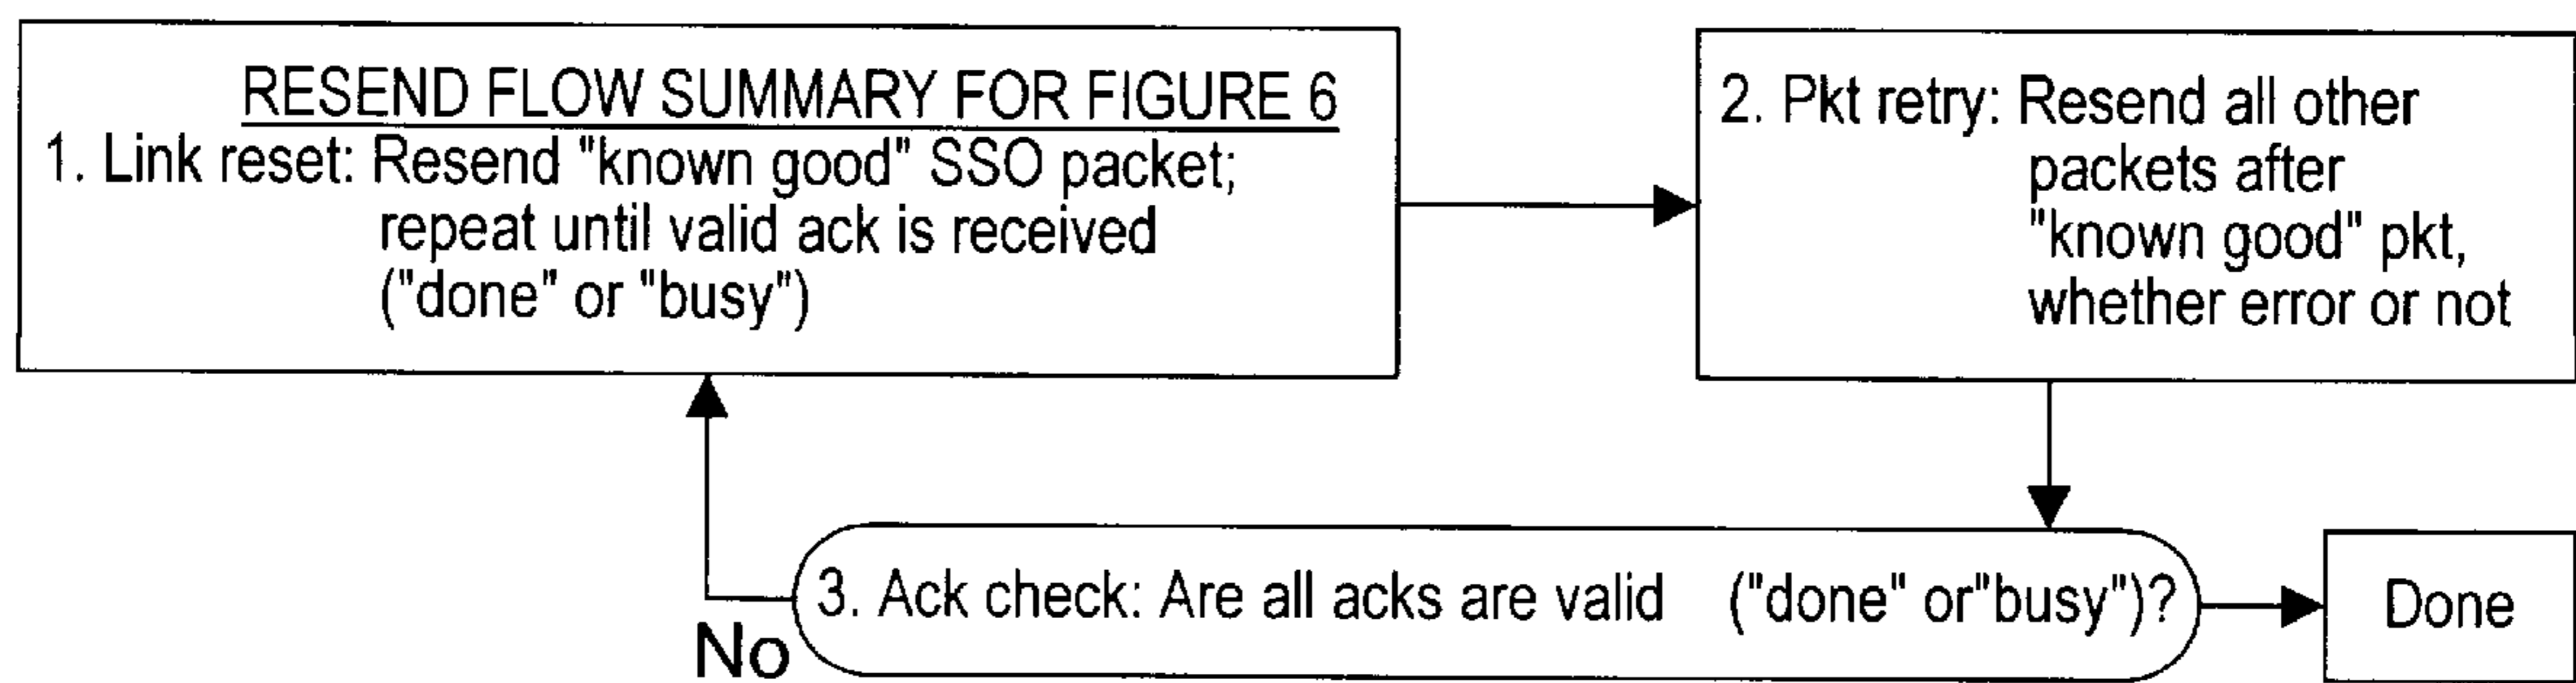 RESEND FLOW SUMMARY FOR FIGURE 6
1. Link reset: Resend "known good" SSO packet;
repeat until valid ack is received
("done" or "busy")
2. Pkt retry: Resend all other
packets after
"known good" pkt,
whether error or not
3. Ack check: Are all acks are valid ("done" or"busy")?
No
Done